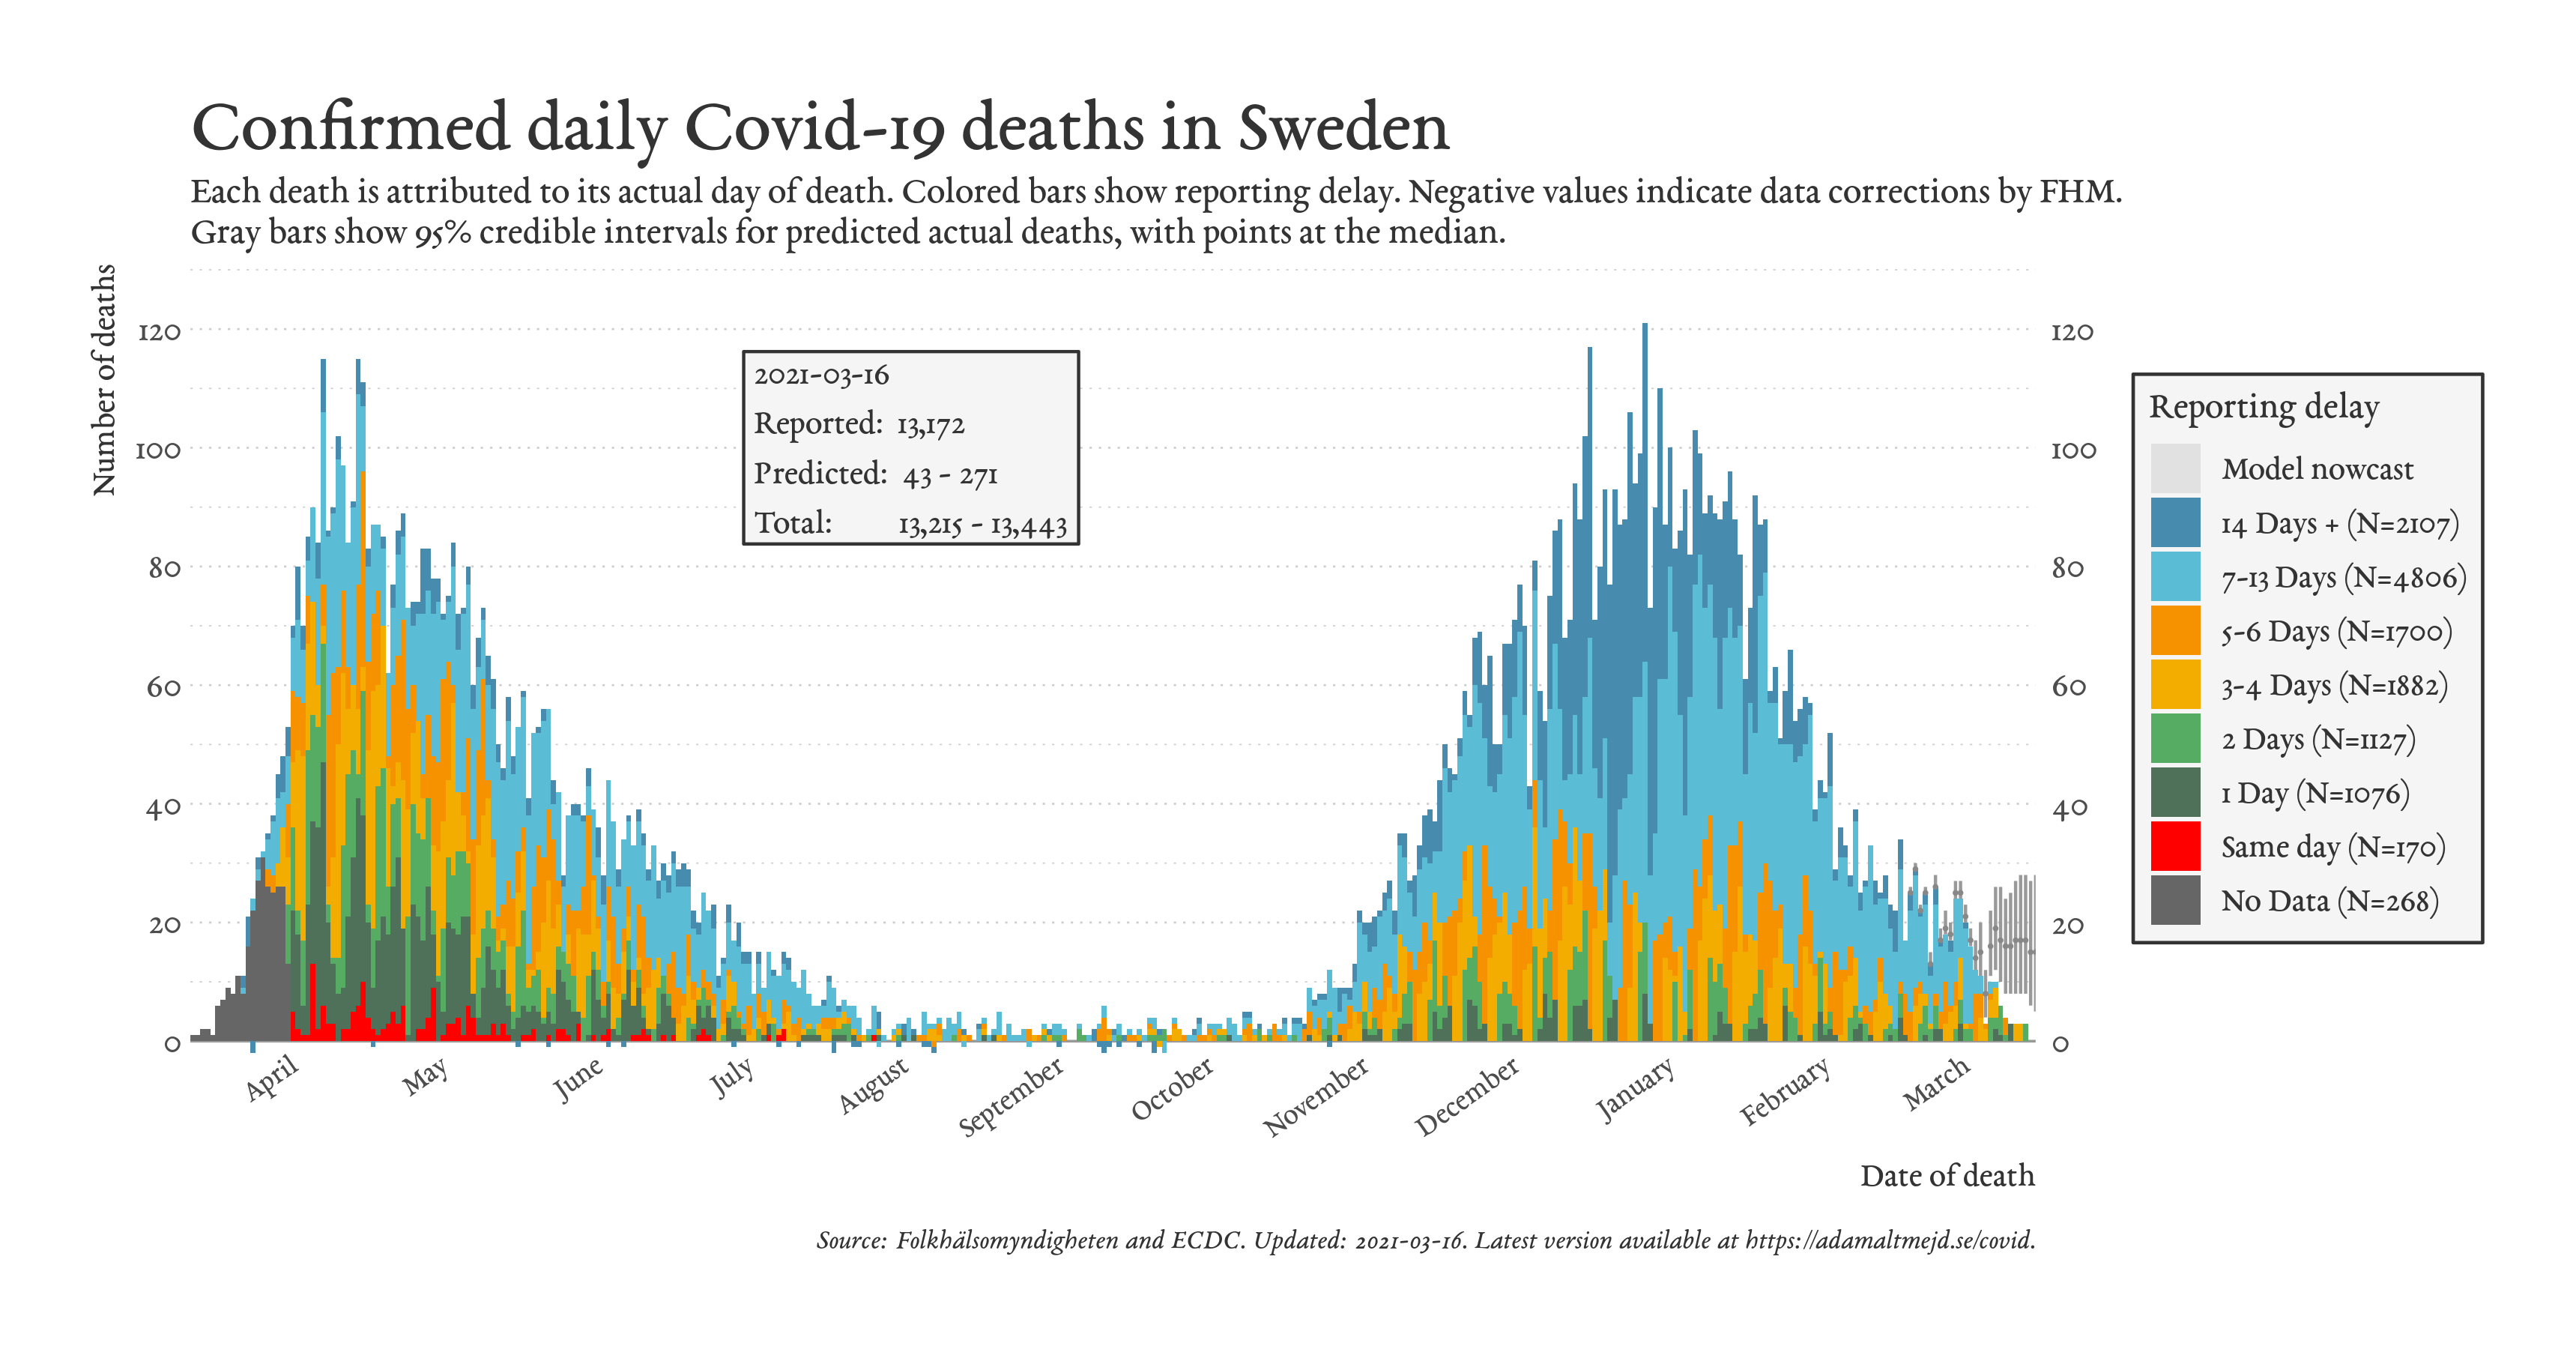 Confirmed daily Covid-19 deaths in Sweden
Each death is attributed to its actual day of death. Colored bars show reporting delay. Negative values indicate data corrections by FHM.
Gray bars show 95% credible intervals for predicted actual deaths, with points at the median.
Number of deaths
120
100
80
60
40
20
0
2021-03-16
Reported: 13,172
Predicted: 43 - 271
Total: 13,215 - 13,443
120
100
80
60
40
20
0
Reporting delay
Model nowcast
14 Days + (N=2107)
7-13 Days (N=4806)
5-6 Days (N=1700)
3-4 Days (N=1882)
2 Days (N=1127)
1 Day (N=1076)
Same day (N=170)
No Data (N=268)
April
May
June
July
August
September
October
November
December
January
February
March
Date of death
Source: Folkhälsomyndigheten and ECDC. Updated: 2021-03-16. Latest version available at https://adamaltmejd.se/covid.